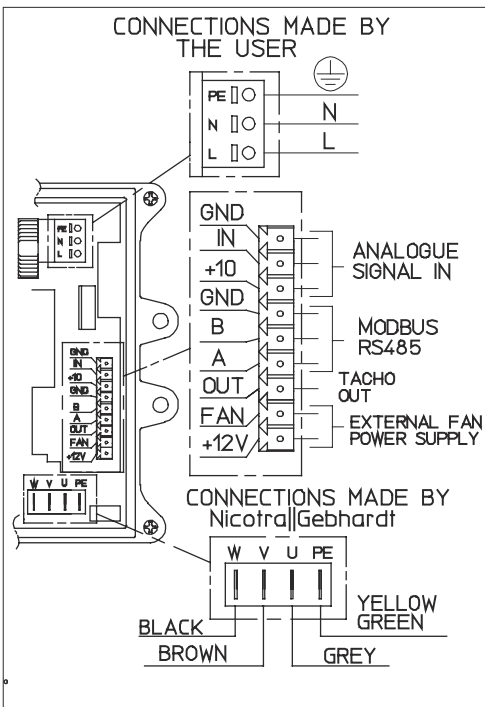 CONNECTIONS MADE BY
THE USER
PE
N
L
N
L
PE
N
L
GND
IN
+10
GND
B
A
OUT
FAN
+12V
ANALOGUE
SIGNAL IN
MODBUS
RS485
TACHO
OUT
EXTERNAL FAN
POWER SUPPLY
GND
IN
+10
GND
B
A
OUT
FAN
+12V
W V U PE
CONNECTIONS MADE BY
Nicotra||Gebhardt
W V U PE
YELLOW
GREEN
BLACK
BROWN
GREY